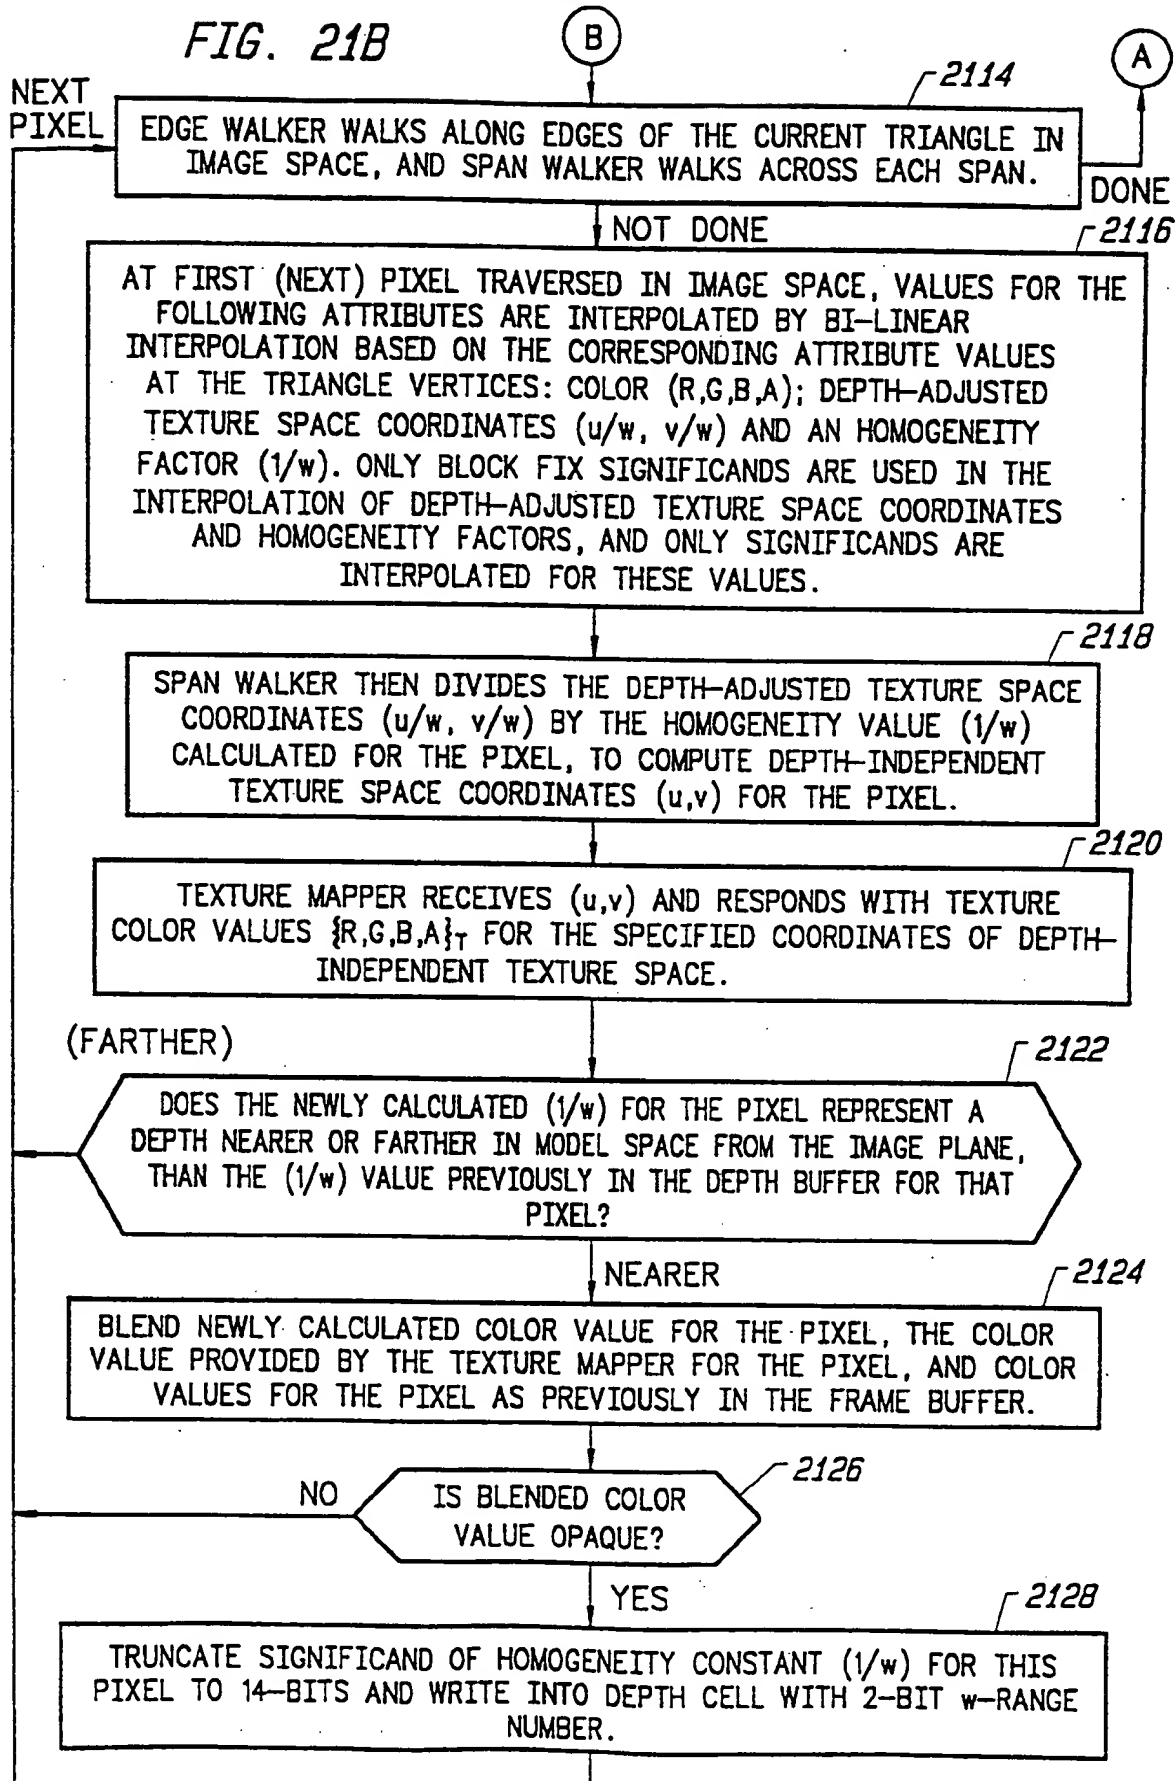 FIG. 21B
B
A
NEXT
PIXEL
2114
EDGE WALKER WALKS ALONG EDGES OF THE CURRENT TRIANGLE IN
IMAGE SPACE, AND SPAN WALKER WALKS ACROSS EACH SPAN.
DONE
NOT DONE
2116
AT FIRST (NEXT) PIXEL TRAVERSED IN IMAGE SPACE, VALUES FOR THE
FOLLOWING ATTRIBUTES ARE INTERPOLATED BY BI-LINEAR
INTERPOLATION BASED ON THE CORRESPONDING ATTRIBUTE VALUES
AT THE TRIANGLE VERTICES: COLOR (R,G,B,A); DEPTH-ADJUSTED
TEXTURE SPACE COORDINATES (u/w, v/w) AND AN HOMOGENEITY
FACTOR (1/w). ONLY BLOCK FIX SIGNIFICANDS ARE USED IN THE
INTERPOLATION OF DEPTH-ADJUSTED TEXTURE SPACE COORDINATES
AND HOMOGENEITY FACTORS, AND ONLY SIGNIFICANDS ARE
INTERPOLATED FOR THESE VALUES.
2118
SPAN WALKER THEN DIVIDES THE DEPTH-ADJUSTED TEXTURE SPACE
COORDINATES (u/w, v/w) BY THE HOMOGENEITY VALUE (1/w)
CALCULATED FOR THE PIXEL, TO COMPUTE DEPTH-INDEPENDENT
TEXTURE SPACE COORDINATES (u,v) FOR THE PIXEL.
2120
TEXTURE MAPPER RECEIVES (u,v) AND RESPONDS WITH TEXTURE
COLOR VALUES {R,G,B,A}T FOR THE SPECIFIED COORDINATES OF DEPTH-
INDEPENDENT TEXTURE SPACE.
(FARTHER)
2122
DOES THE NEWLY CALCULATED (1/w) FOR THE PIXEL REPRESENT A
DEPTH NEARER OR FARTHER IN MODEL SPACE FROM THE IMAGE PLANE,
THAN THE (1/w) VALUE PREVIOUSLY IN THE DEPTH BUFFER FOR THAT
PIXEL?
NEARER
2124
BLEND NEWLY CALCULATED COLOR VALUE FOR THE PIXEL, THE COLOR
VALUE PROVIDED BY THE TEXTURE MAPPER FOR THE PIXEL, AND COLOR
VALUES FOR THE PIXEL AS PREVIOUSLY IN THE FRAME BUFFER.
2126
NO
IS BLENDED COLOR
VALUE OPAQUE?
YES
2128
TRUNCATE SIGNIFICAND OF HOMOGENEITY CONSTANT (1/w) FOR THIS
PIXEL TO 14-BITS AND WRITE INTO DEPTH CELL WITH 2-BIT w-RANGE
NUMBER.